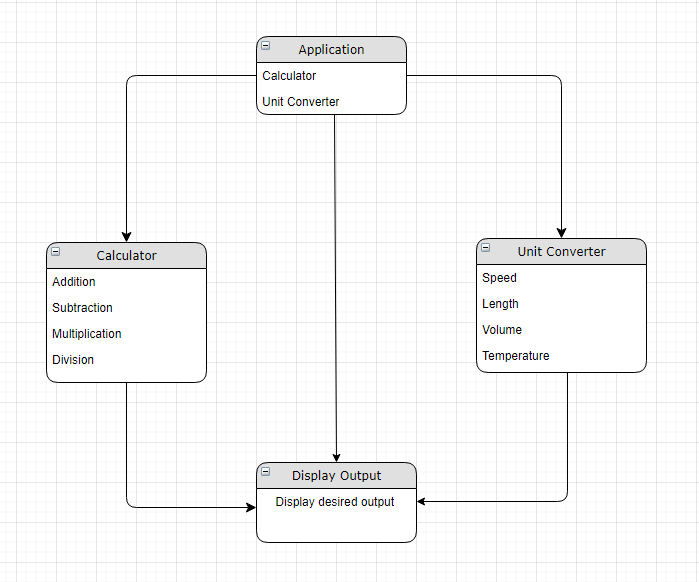 Application
Calculator
Unit Converter
Calculator
Addition
Subtraction
Multiplication
Division
Unit Converter
Speed
Length
Volume
Temperature
Display Output
Display desired output